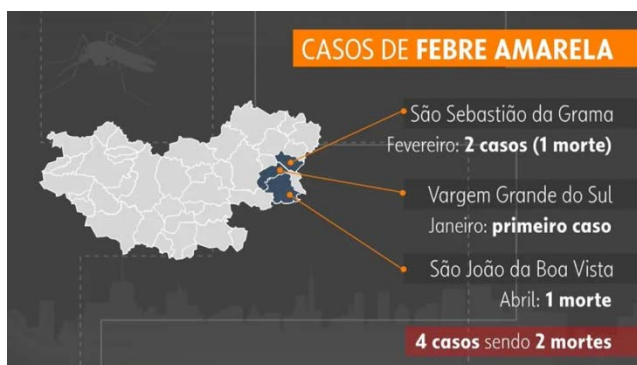 CASOS DE FEBRE AMARELA
São Sebastião da Grama
Fevereiro: 2 casos (1 morte)
Vargem Grande do Sul
Janeiro: primeiro caso
São João da Boa Vista
Abril: 1 morte
4 casos sendo 2 mortes